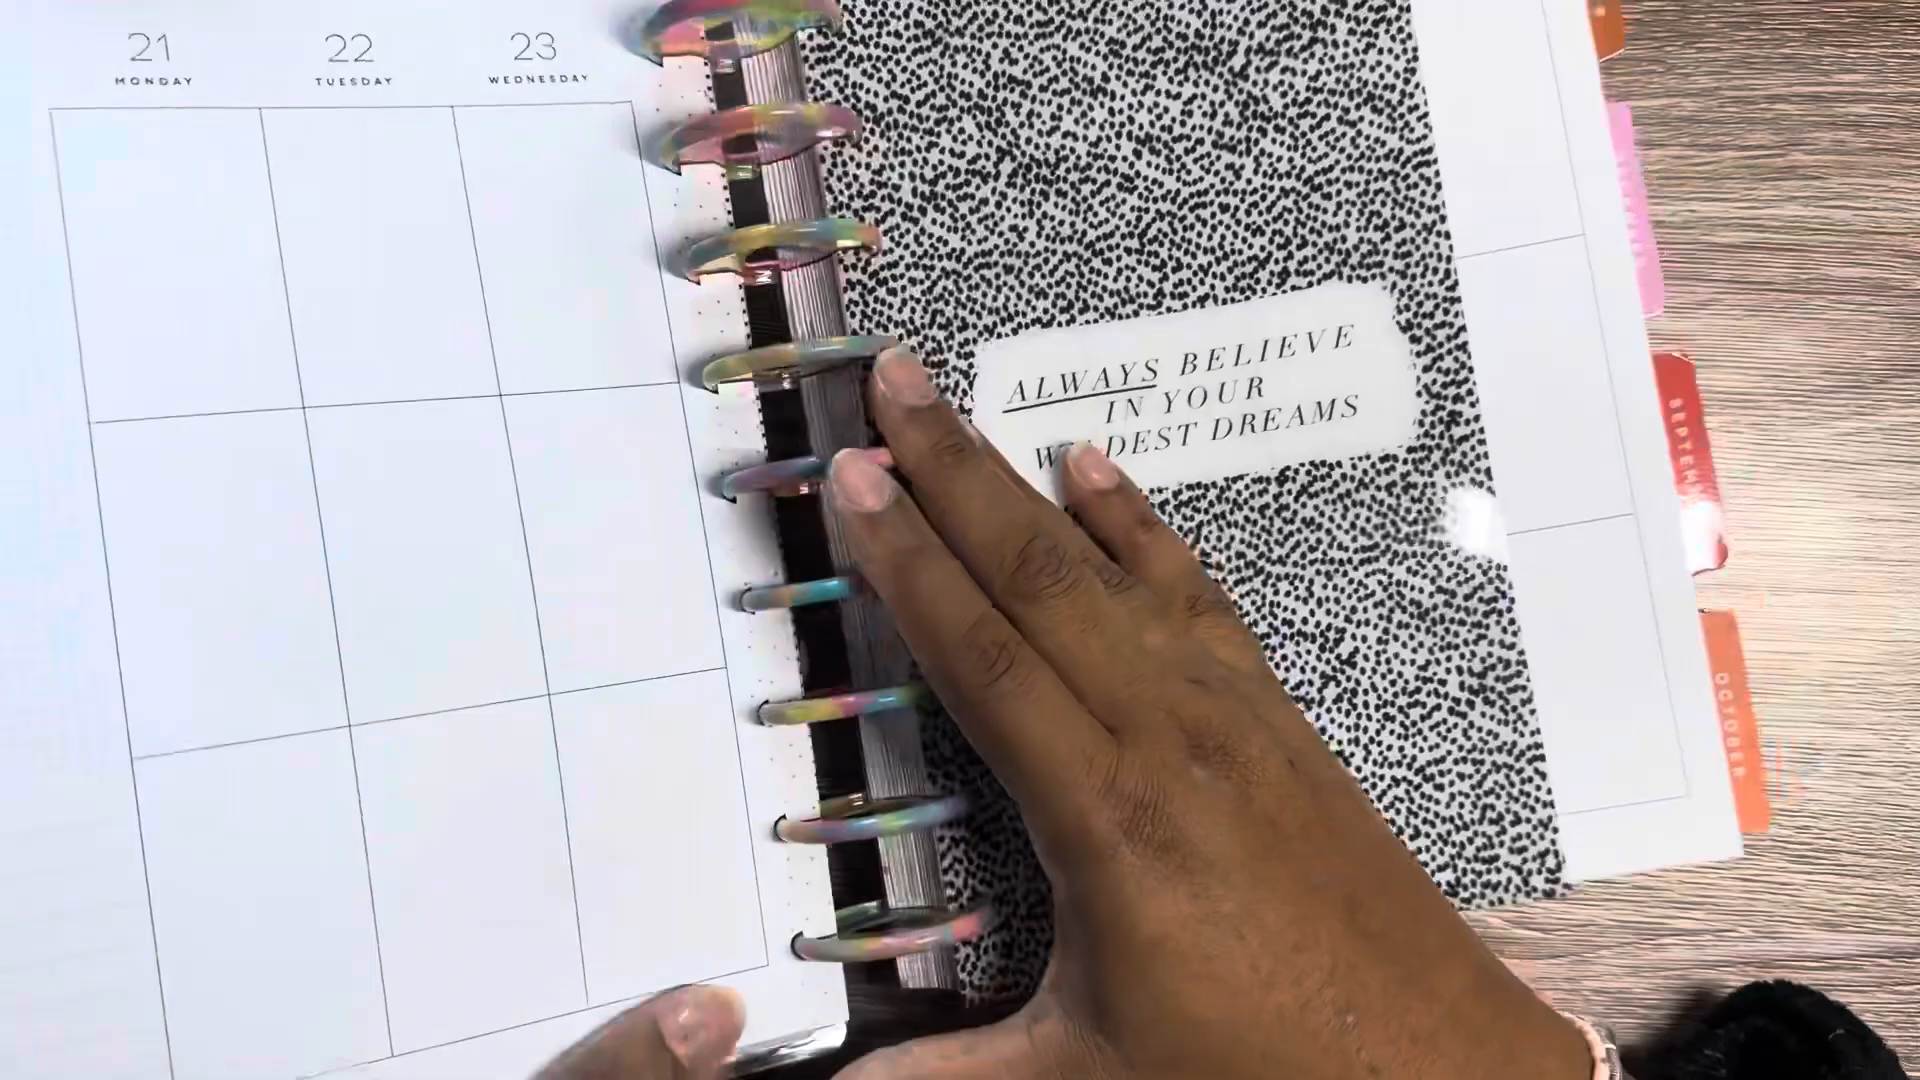 21
MONDAY
22
TUESDAY
23
WEDNESDAY
ALWAYS BELIEVE
IN YOUR
DREAMS
OCTOBER